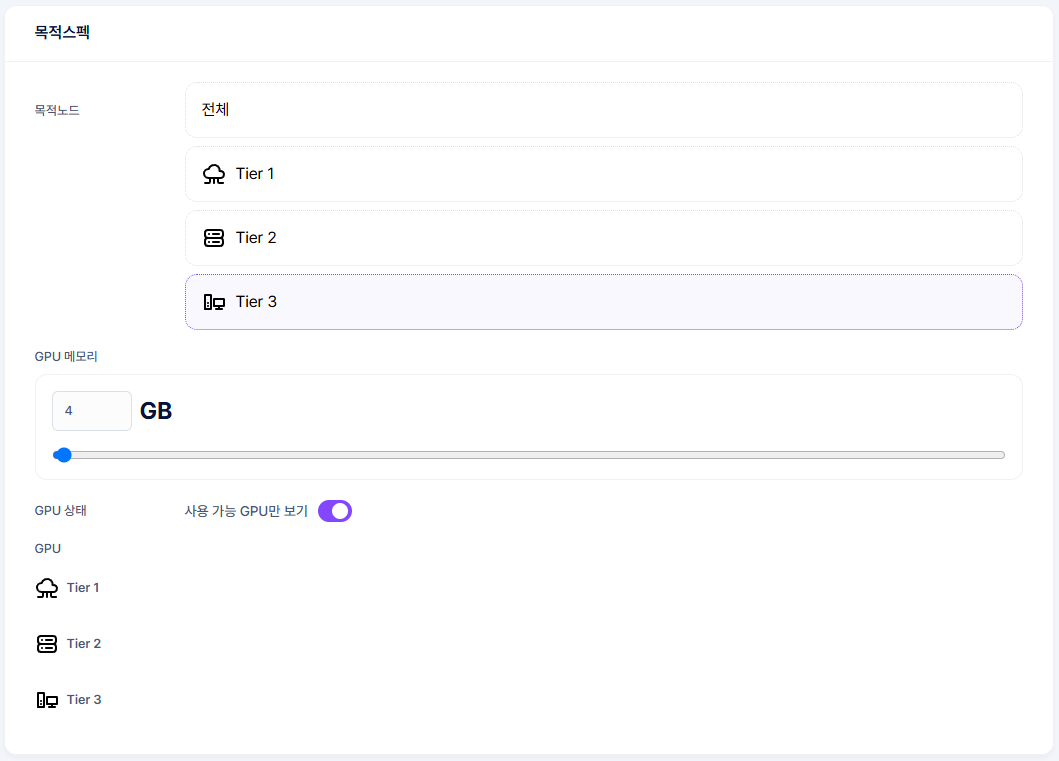 목적스펙
목적노드
전체
Tier 1
Tier 2
Tier 3
GPU 메모리
4 GB
GPU 상태 사용 가능 GPU만 보기
GPU
Tier 1
Tier 2
Tier 3